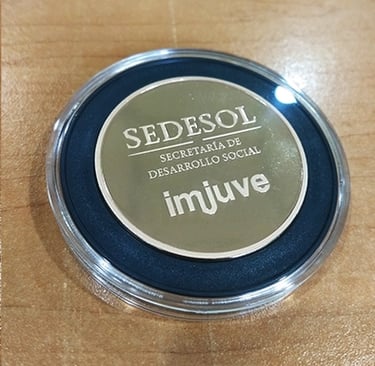 SEDESOL
SECRETARÍA DE
DESARROLLO SOCIAL
imjuve